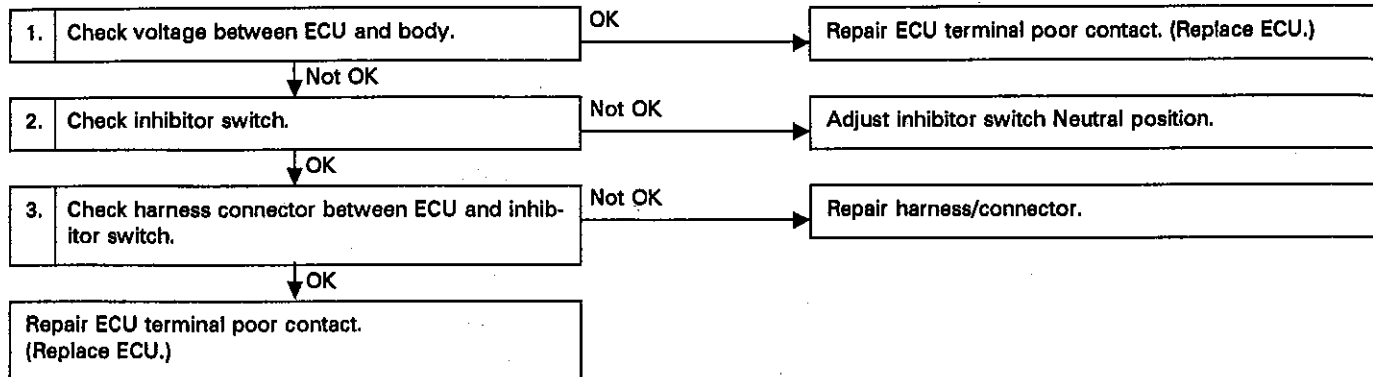 1. Check voltage between ECU and body.
OK
Repair ECU terminal poor contact. (Replace ECU.)
Not OK
2. Check inhibitor switch.
Not OK
Adjust inhibitor switch Neutral position.
OK
3. Check harness connector between ECU and inhib-
itor switch.
Not OK
Repair harness/connector.
OK
Repair ECU terminal poor contact.
(Replace ECU.)